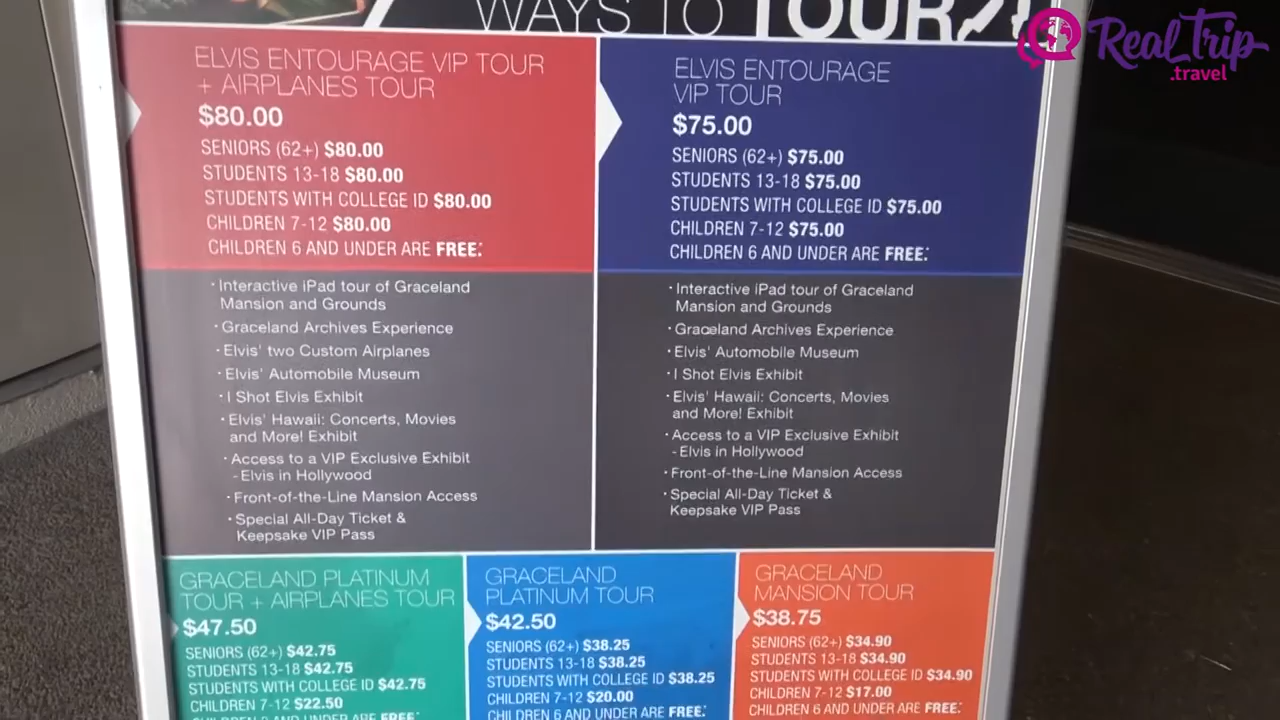 WAYS TO TOUR
Real Trip
.travel
ELVIS ENTOURAGE VIP TOUR
+ AIRPLANES TOUR
$80.00
SENIORS (62+) $80.00
STUDENTS 13-18 $80.00
STUDENTS WITH COLLEGE ID $80.00
CHILDREN 7-12 $80.00
CHILDREN 6 AND UNDER ARE FREE.*
· Interactive iPad tour of Graceland
Mansion and Grounds
· Graceland Archives Experience
· Elvis' two Custom Airplanes
· Elvis' Automobile Museum
· I Shot Elvis Exhibit
· Elvis' Hawaii: Concerts, Movies
and More! Exhibit
· Access to a VIP Exclusive Exhibit
- Elvis in Hollywood
· Front-of-the-Line Mansion Access
· Special All-Day Ticket &
Keepsake VIP Pass
ELVIS ENTOURAGE
VIP TOUR
$75.00
SENIORS (62+) $75.00
STUDENTS 13-18 $75.00
STUDENTS WITH COLLEGE ID $75.00
CHILDREN 7-12 $75.00
CHILDREN 6 AND UNDER ARE FREE.*
· Interactive iPad tour of Graceland
Mansion and Grounds
· Graceland Archives Experience
· Elvis' Automobile Museum
· I Shot Elvis Exhibit
· Elvis' Hawaii: Concerts, Movies
and More! Exhibit
· Access to a VIP Exclusive Exhibit
- Elvis in Hollywood
· Front-of-the-Line Mansion Access
· Special All-Day Ticket &
Keepsake VIP Pass
GRACELAND PLATINUM
TOUR + AIRPLANES TOUR
$47.50
SENIORS (62+) $42.75
STUDENTS 13-18 $42.75
STUDENTS WITH COLLEGE ID $42.75
CHILDREN 7-12 $22.50
CHILDREN 6 AND UNDER ARE FREE.*
GRACELAND
PLATINUM TOUR
$42.50
SENIORS (62+) $38.25
STUDENTS 13-18 $38.25
STUDENTS WITH COLLEGE ID $38.25
CHILDREN 7-12 $20.00
CHILDREN 6 AND UNDER ARE FREE.*
GRACELAND
MANSION TOUR
$38.75
SENIORS (62+) $34.90
STUDENTS 13-18 $34.90
STUDENTS WITH COLLEGE ID $34.90
CHILDREN 7-12 $17.00
CHILDREN 6 AND UNDER ARE FREE.*